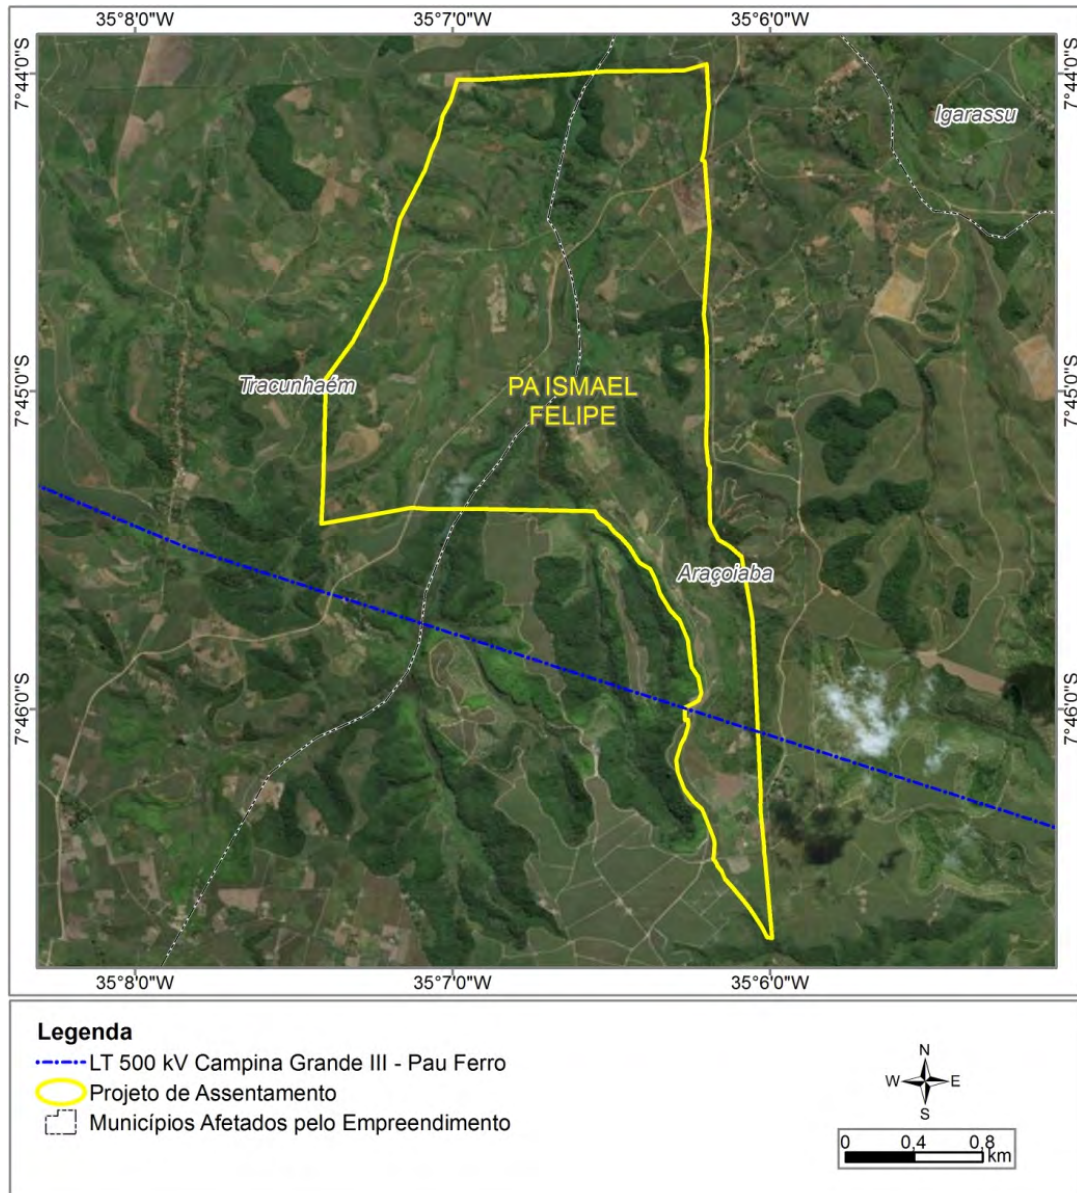 35°8'0"W
35°7'0"W
35°6'0"W
7°44'0"S
7°44'0"S
Igarassu
Tracunhaém
PA ISMAEL
FELIPE
7°45'0"S
7°45'0"S
Araçoiaba
7°46'0"S
7°46'0"S
35°8'0"W
35°7'0"W
35°6'0"W
Legenda
LT 500 kV Campina Grande III - Pau Ferro
Projeto de Assentamento
Municípios Afetados pelo Empreendimento
N
W
E
S
0 0,4 0,8
km